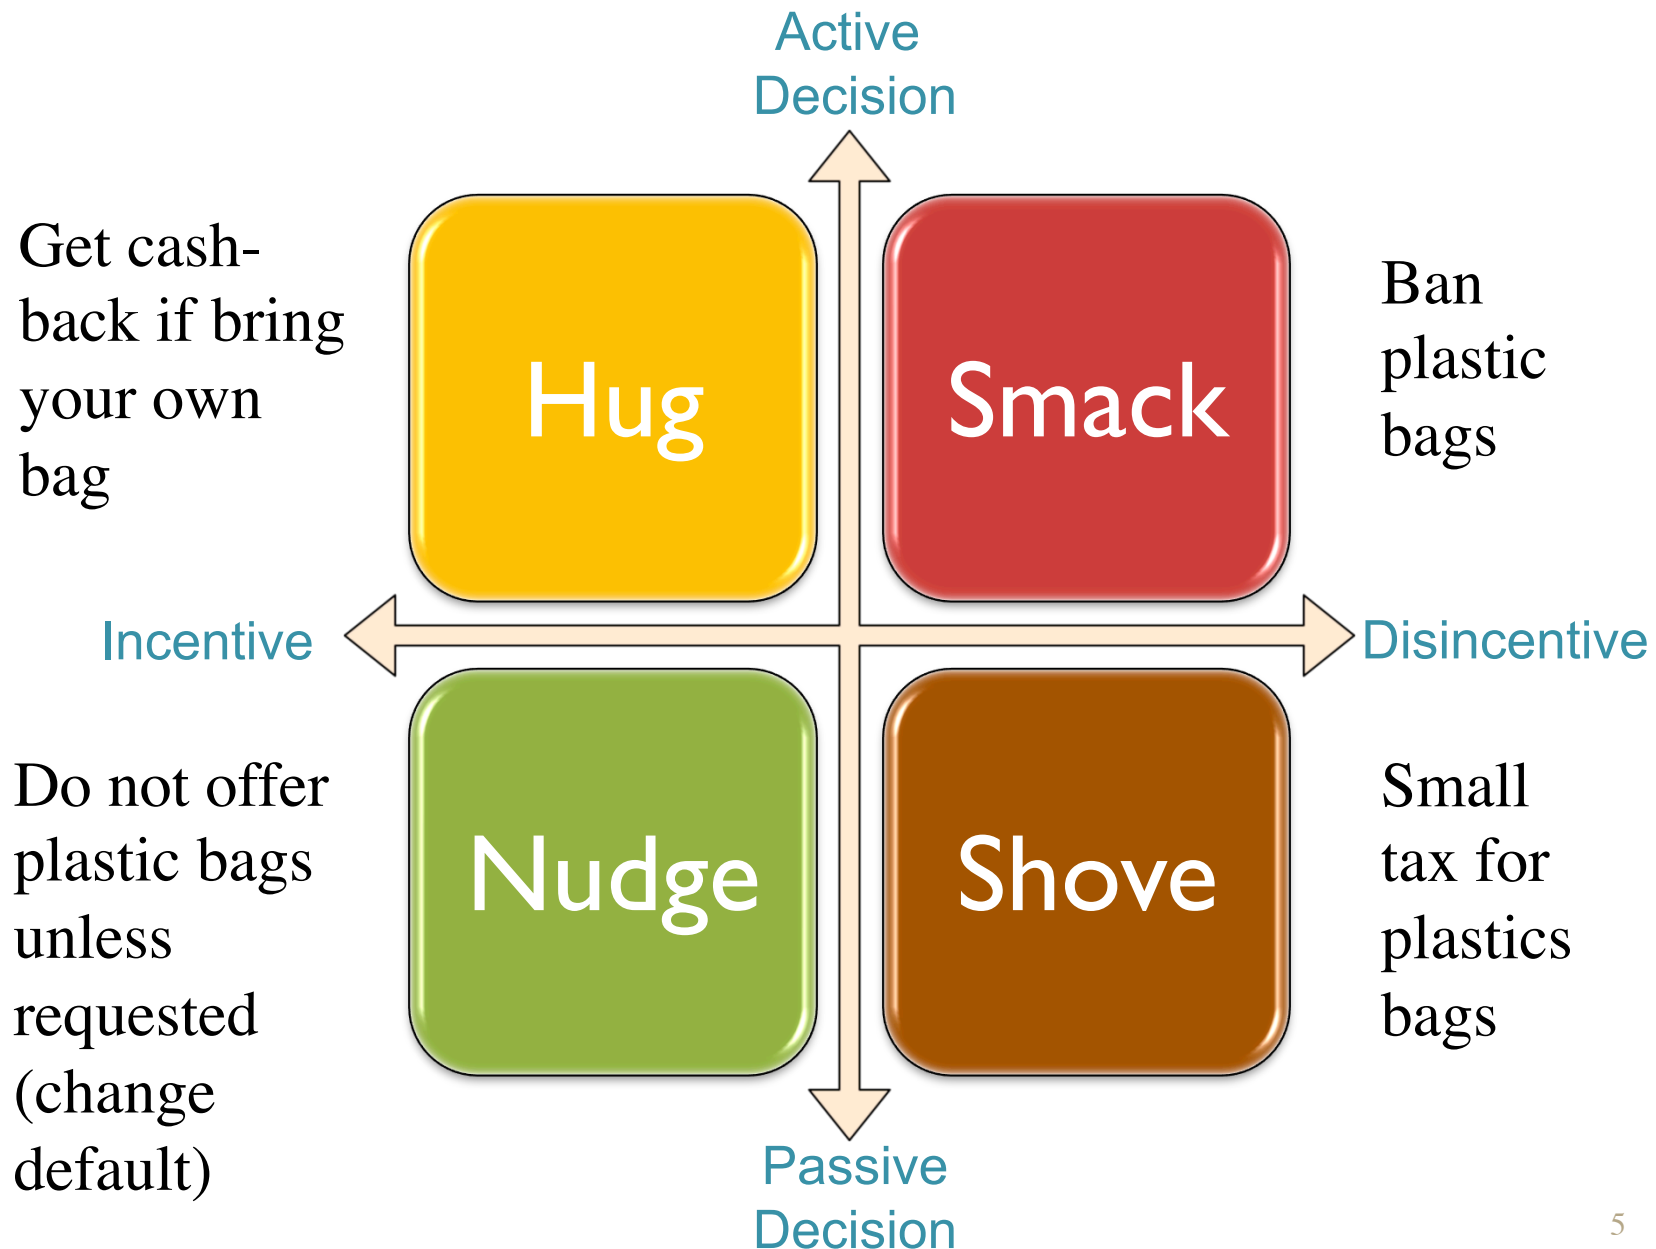 Active
Decision
Get cash-
back if bring
your own
bag
Hug
Smack
Ban
plastic
bags
Incentive
Disincentive
Do not offer
plastic bags
unless
requested
(change
default)
Nudge
Shove
Small
tax for
plastics
bags
Passive
Decision
5